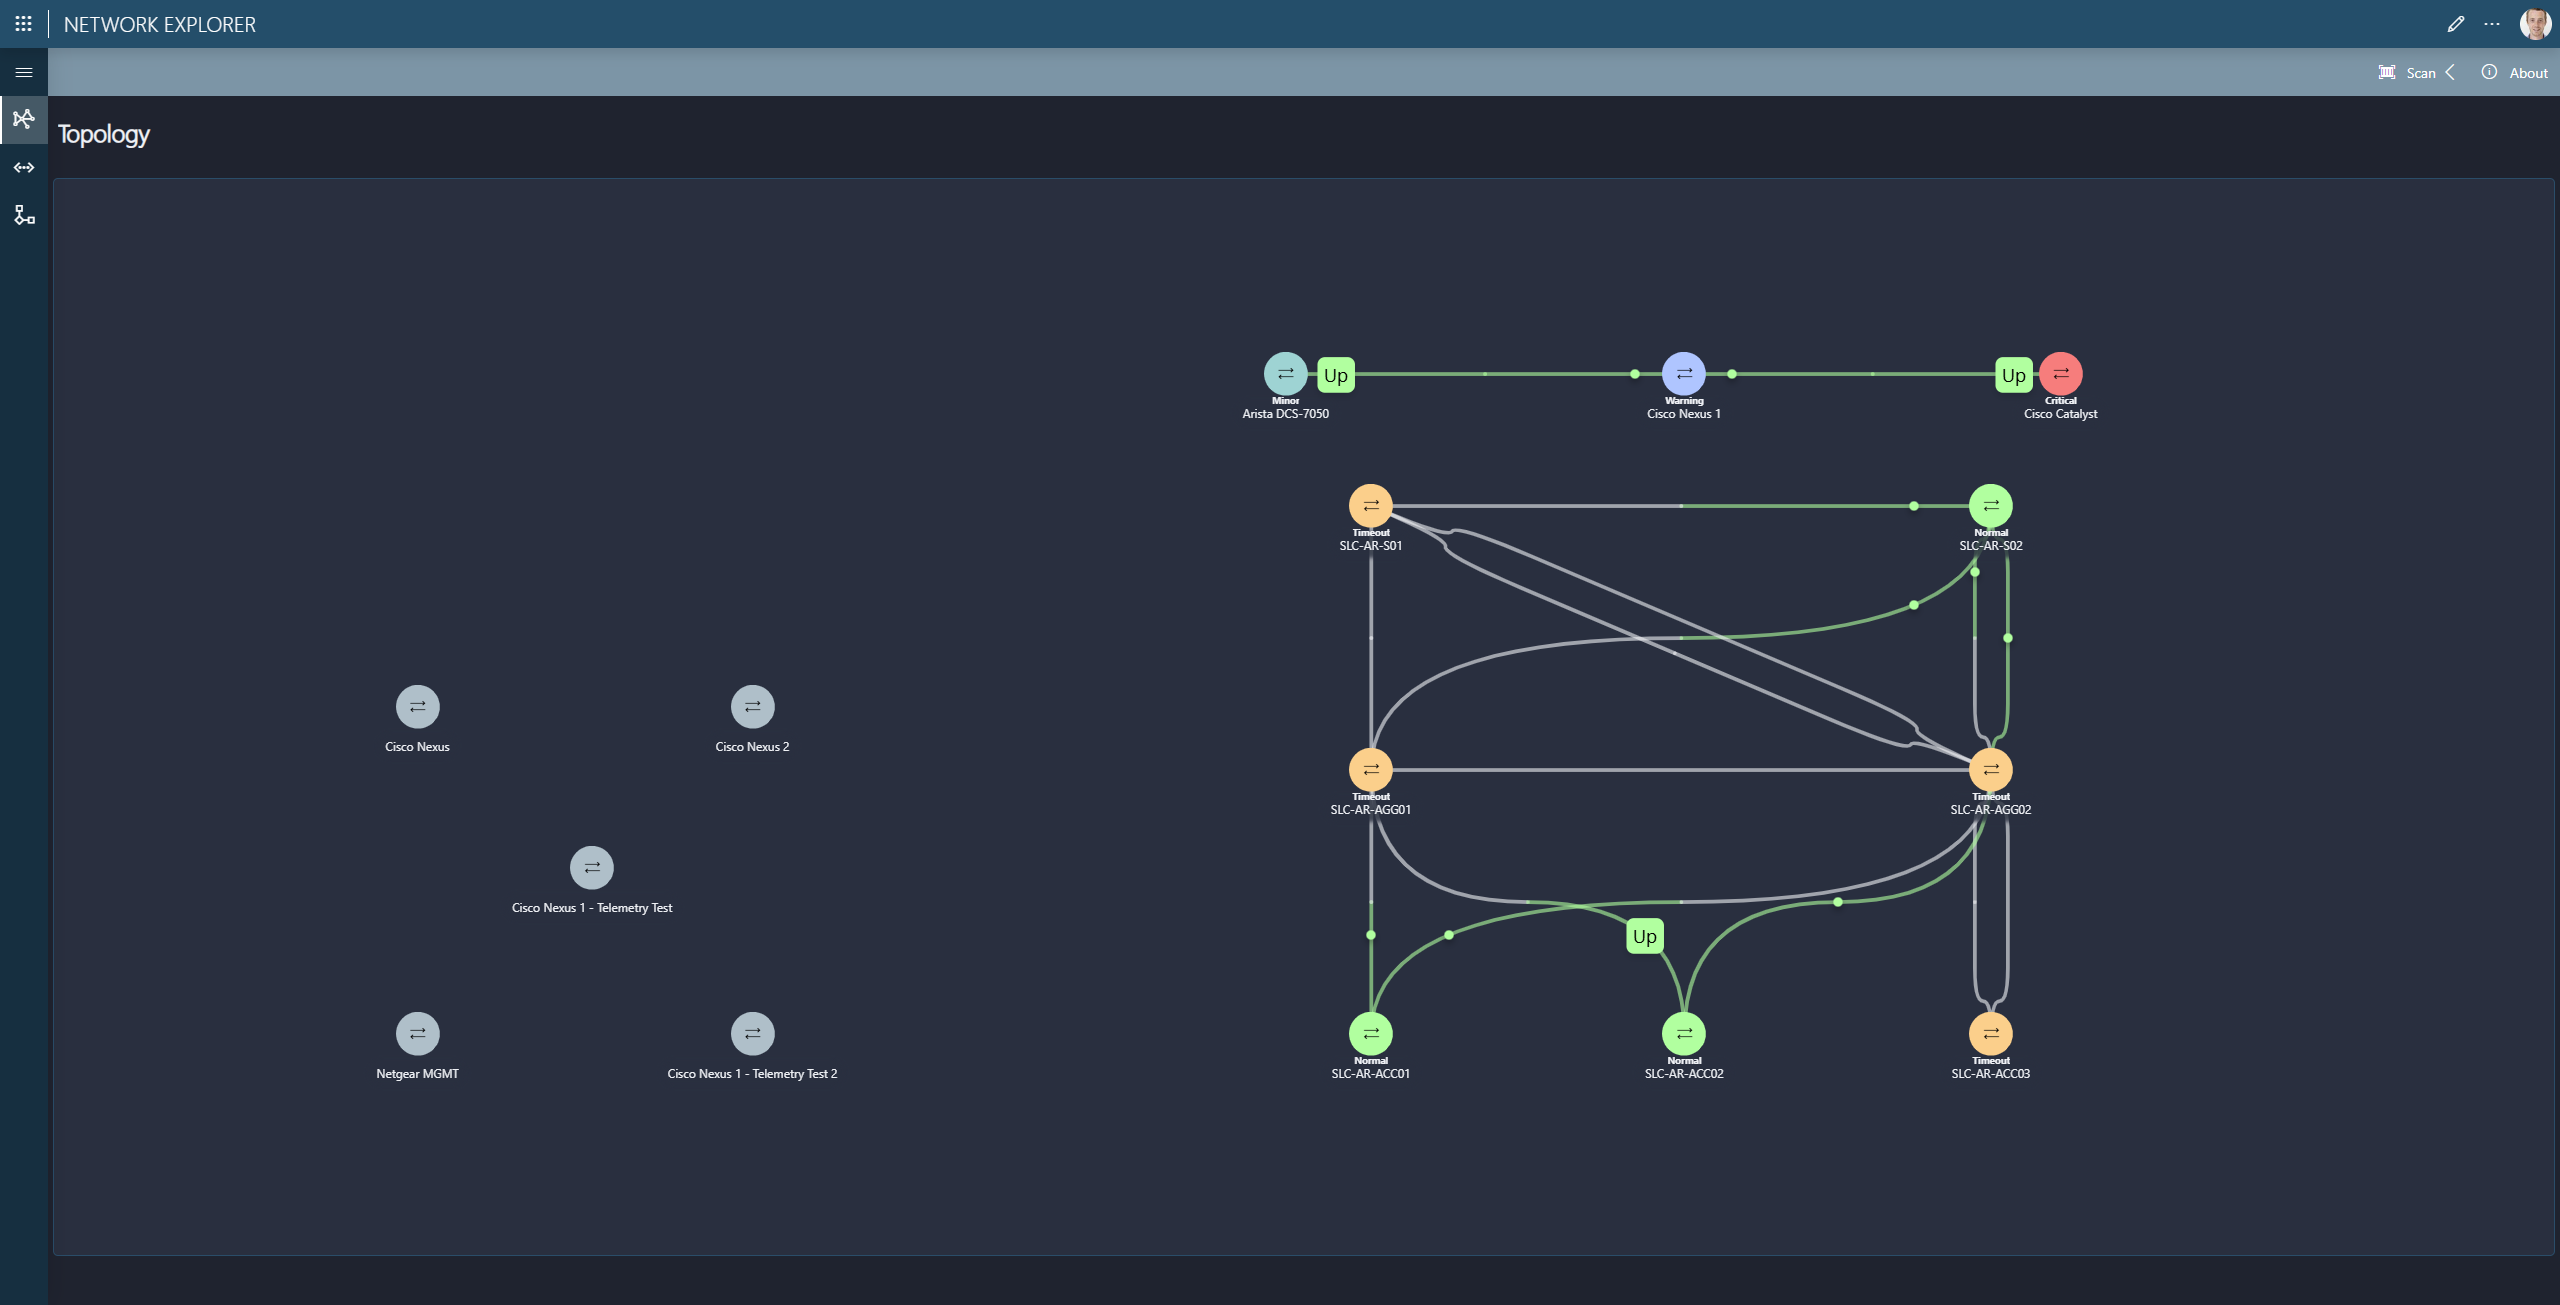 NETWORK EXPLORER
Scan
About
Topology
Up
Up
Minor
Warning
Critical
Arista DCS-7050
Cisco Nexus 1
Cisco Catalyst
Timeout
Normal
SLC-AR-S01
SLC-AR-S02
Cisco Nexus
Cisco Nexus 2
Timeout
Timeout
SLC-AR-AGG01
SLC-AR-AGG02
Cisco Nexus 1 - Telemetry Test
Up
Normal
Normal
Timeout
Netgear MGMT
Cisco Nexus 1 - Telemetry Test 2
SLC-AR-ACC01
SLC-AR-ACC02
SLC-AR-ACC03